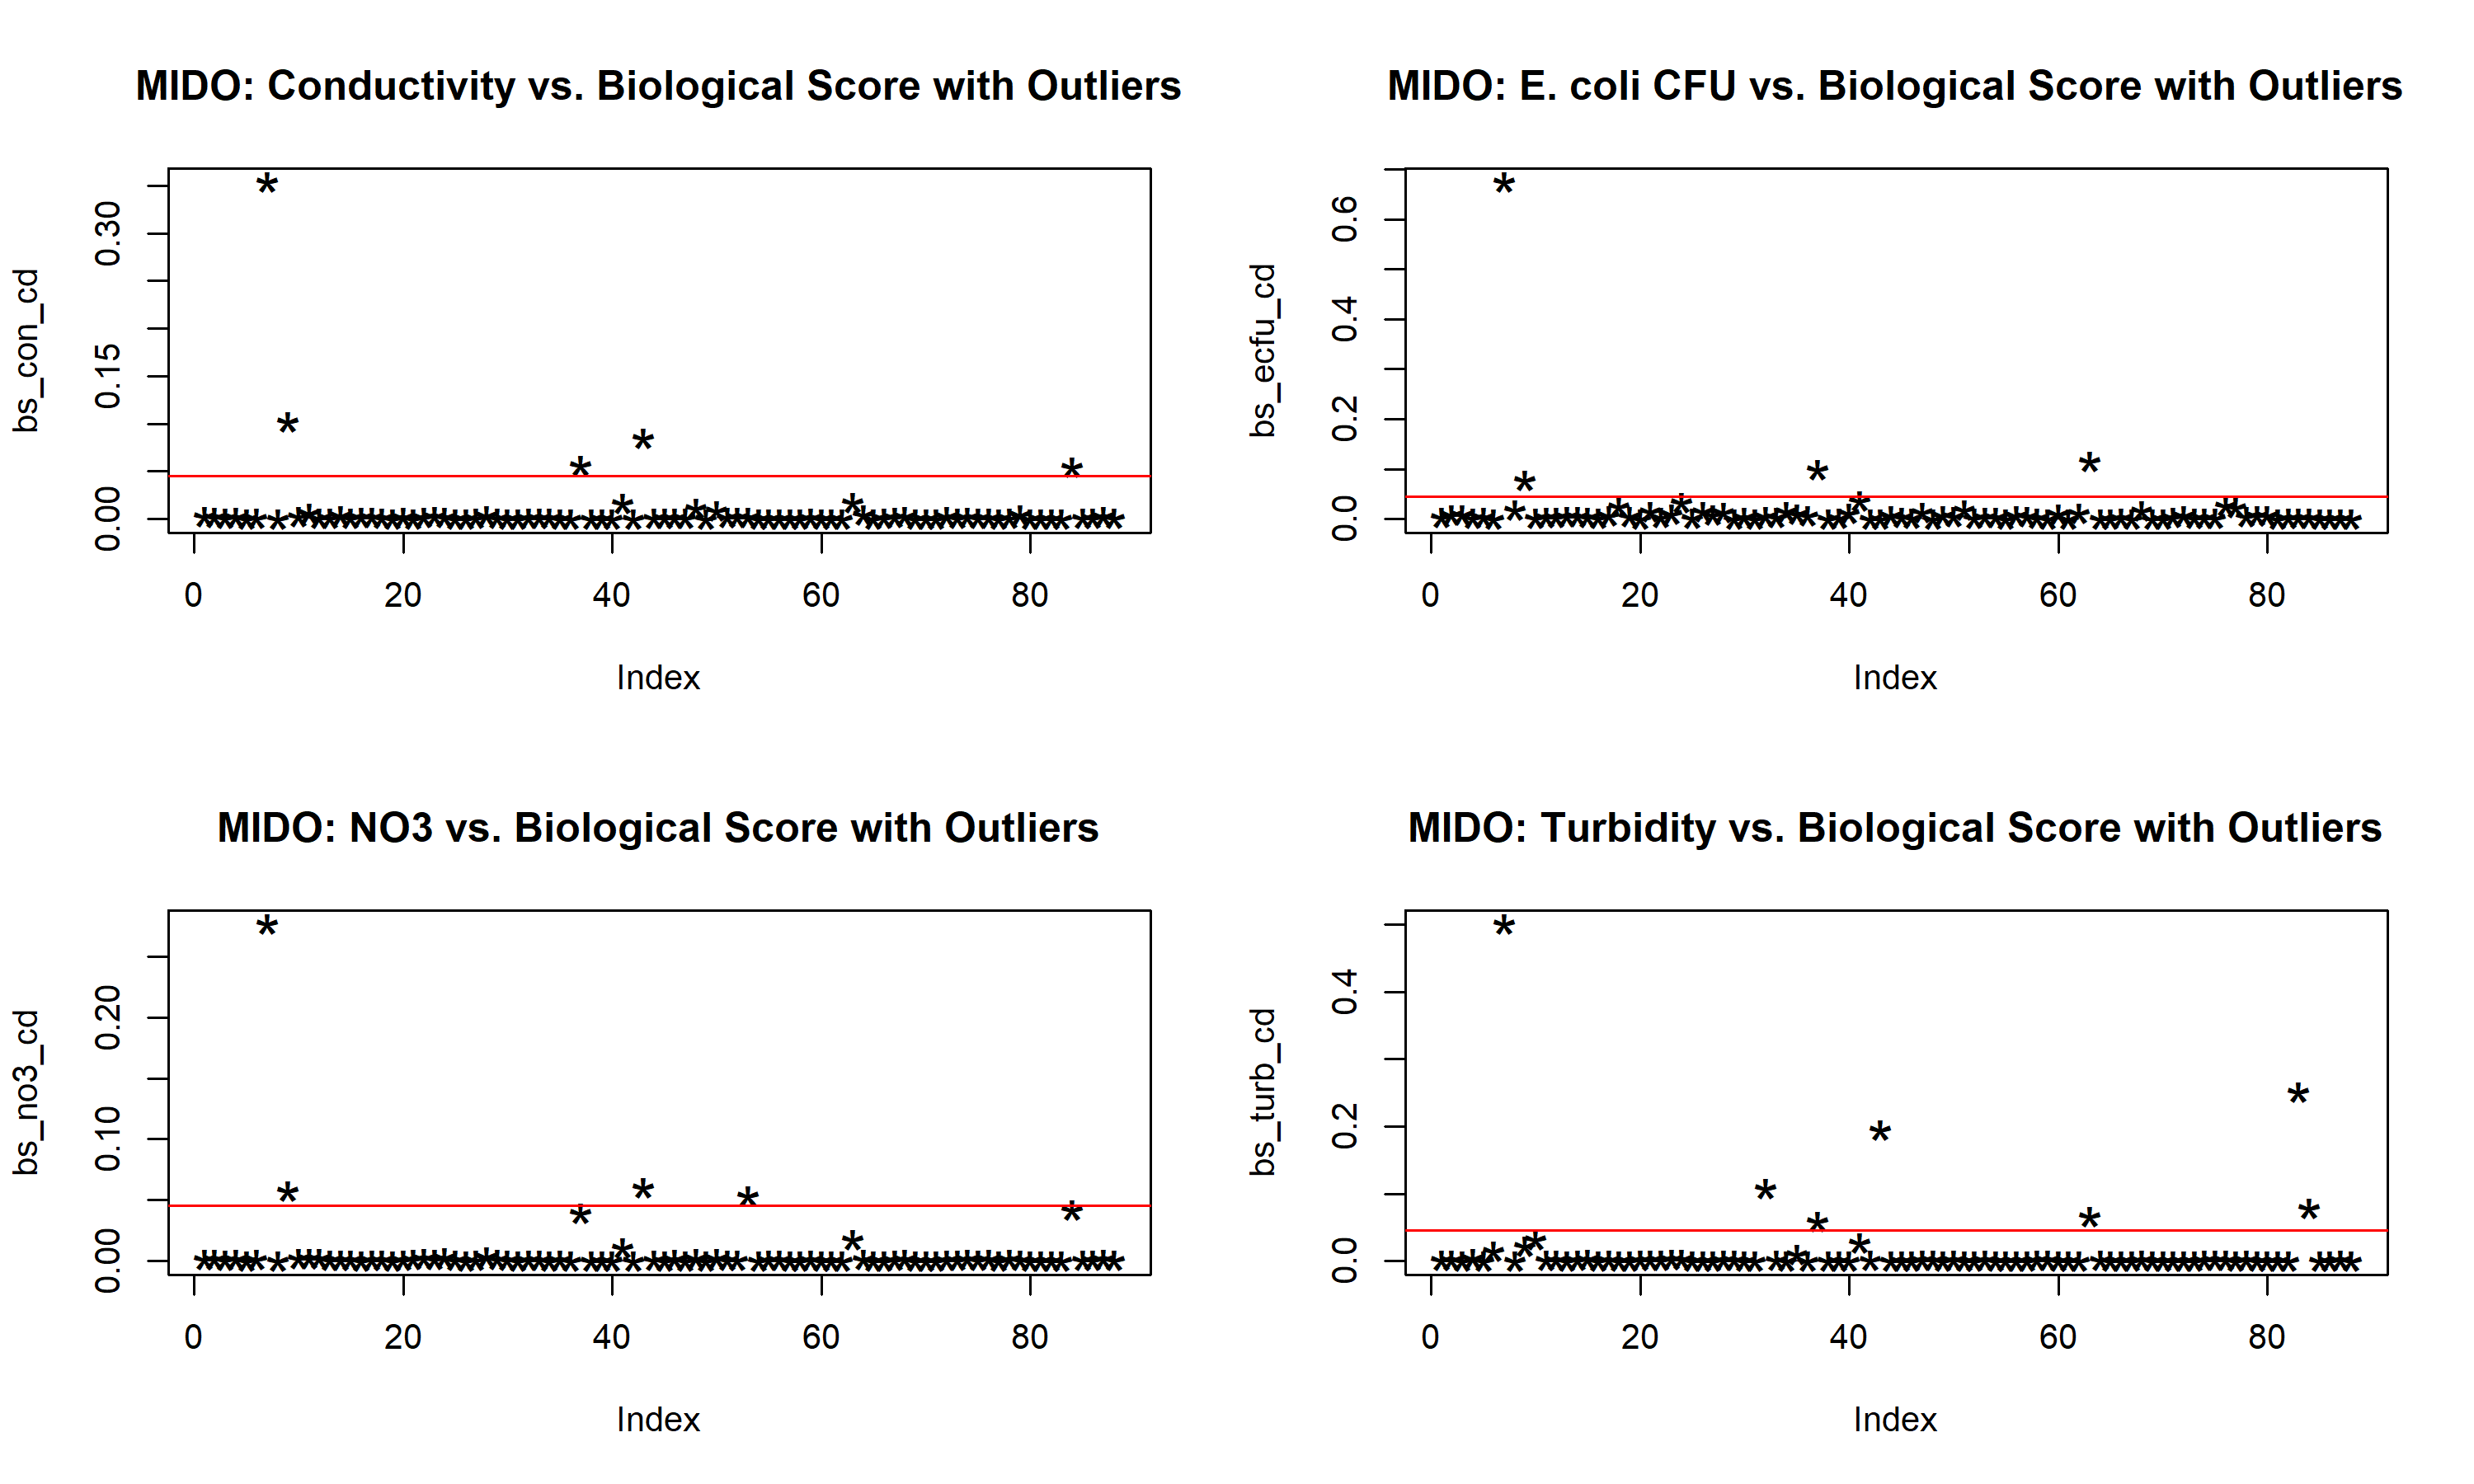 MIDO: Conductivity vs. Biological Score with Outliers
bs_con_cd
0.30
0.15
0.00
0 20 40 60 80
Index
MIDO: E. coli CFU vs. Biological Score with Outliers
bs_ecfu_cd
0.6
0.4
0.2
0.0
0 20 40 60 80
Index
MIDO: NO3 vs. Biological Score with Outliers
bs_no3_cd
0.20
0.10
0.00
0 20 40 60 80
Index
MIDO: Turbidity vs. Biological Score with Outliers
bs_turb_cd
0.4
0.2
0.0
0 20 40 60 80
Index